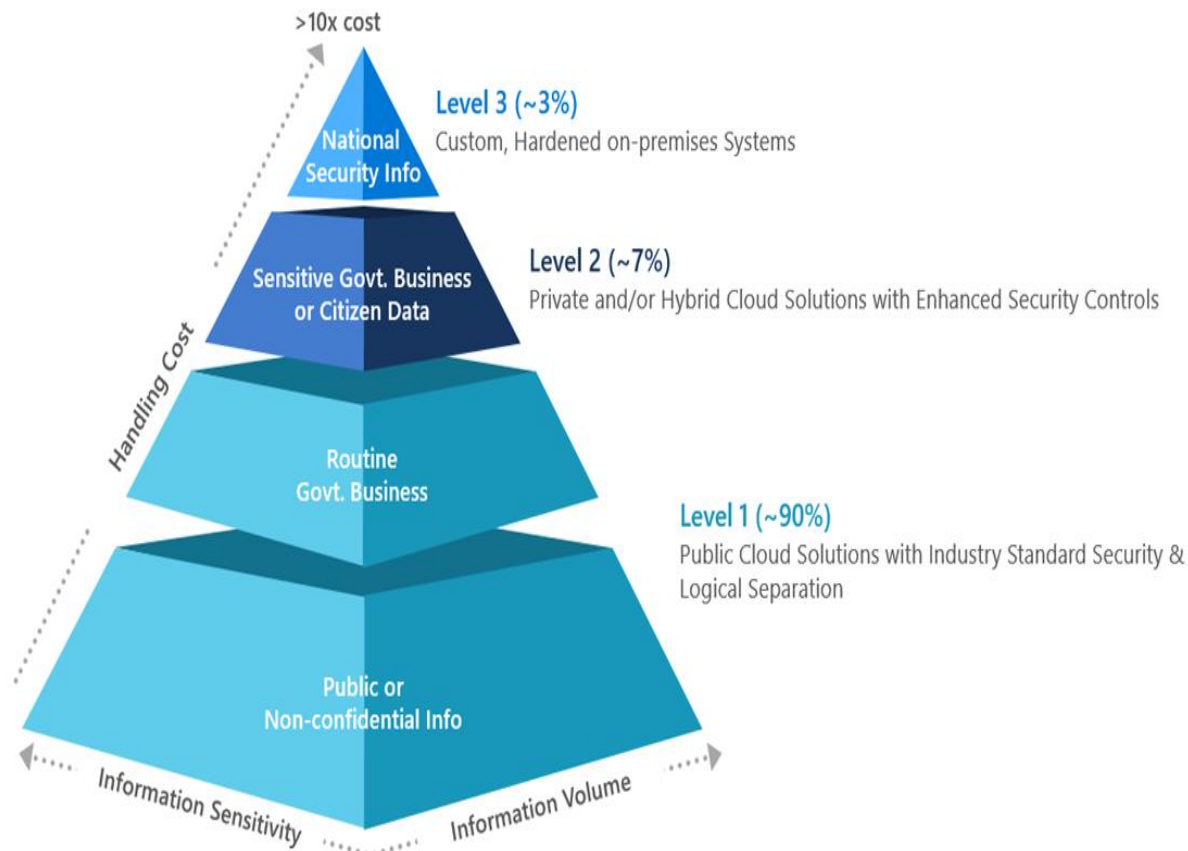 >10x cost
Level 3 (~3%)
Custom, Hardened on-premises Systems
National
Security Info
Level 2 (~7%)
Private and/or Hybrid Cloud Solutions with Enhanced Security Controls
Sensitive Govt. Business
or Citizen Data
Handling Cost
Routine
Govt. Business
Level 1 (~90%)
Public Cloud Solutions with Industry Standard Security &
Logical Separation
Public or
Non-confidential Info
Information Sensitivity
Information Volume